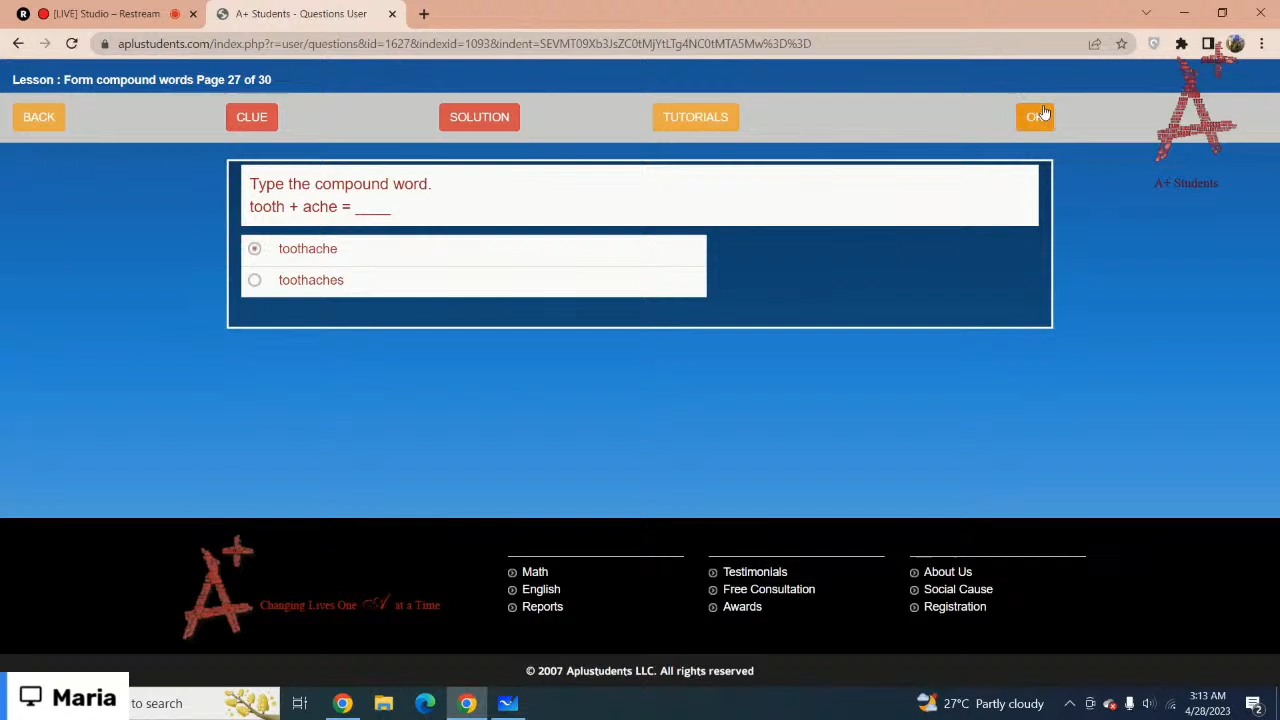 [LIVE] Studio – Restream
A+ Students - Questions User
aplusstudents.com/index.php?r=user/questions&id=1627&indexid=1093&indent=SEVMT09Xb3JsZC0tMjYtLTg4NC0tMTA5Mw%3D%3D
Lesson : Form compound words Page 27 of 30
BACK
CLUE
SOLUTION
TUTORIALS
A+ Students
Type the compound word.
tooth + ache = ____
toothache
toothaches
Changing Lives One A at a Time
Math
English
Reports
Testimonials
Free Consultation
Awards
About Us
Social Cause
Registration
© 2007 Aplustudents LLC. All rights reserved
Maria
to search
27°C Partly cloudy
3:13 AM
4/28/2023
2